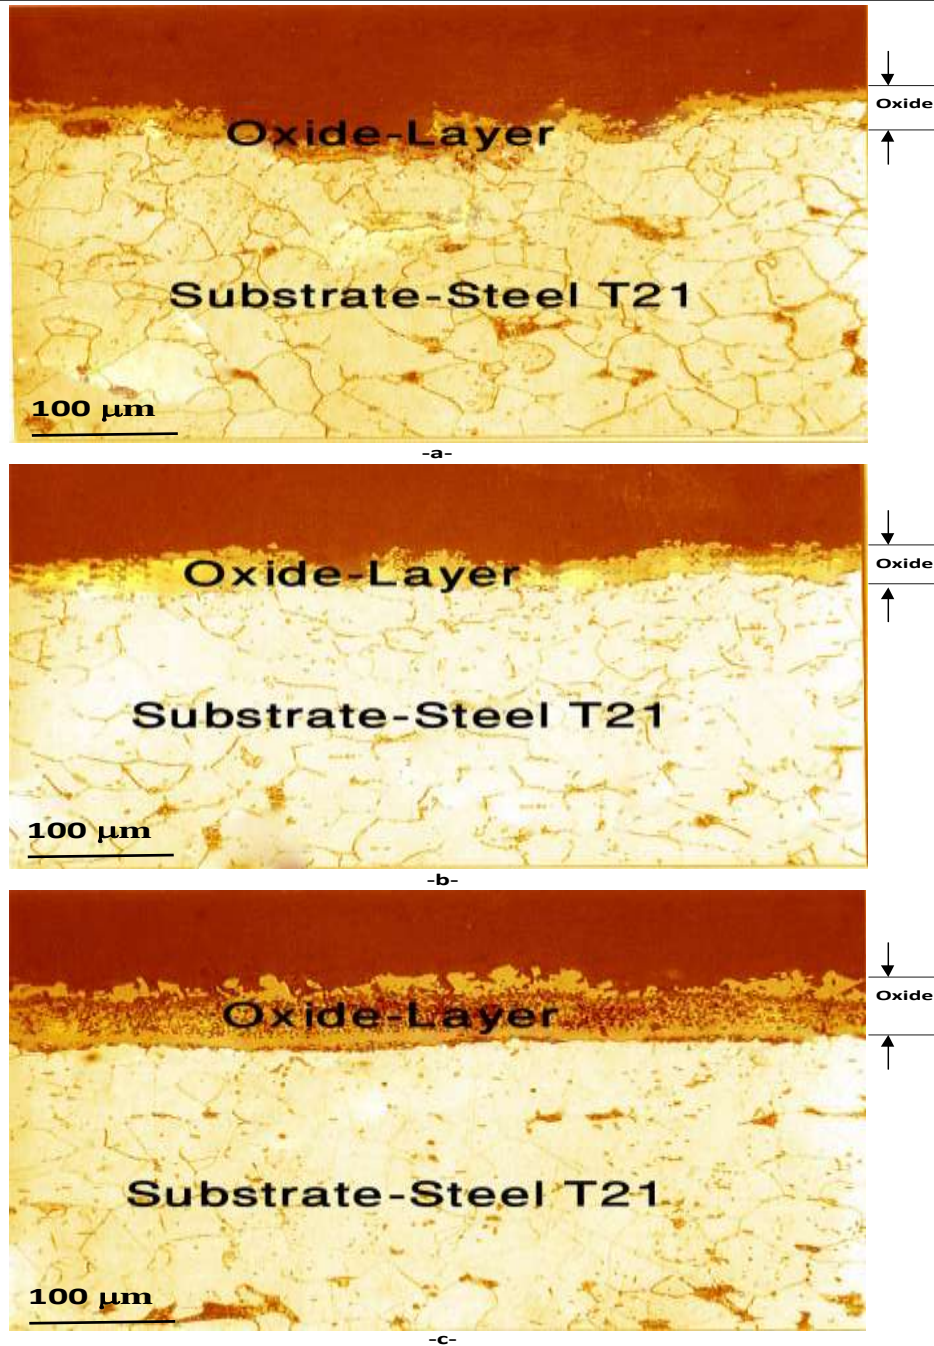 Oxide
Oxide-Layer
Substrate-Steel T21
100 μm
-a-
Oxide
Oxide-Layer
Substrate-Steel T21
100 μm
-b-
Oxide
Oxide-Layer
Substrate-Steel T21
100 μm
-c-